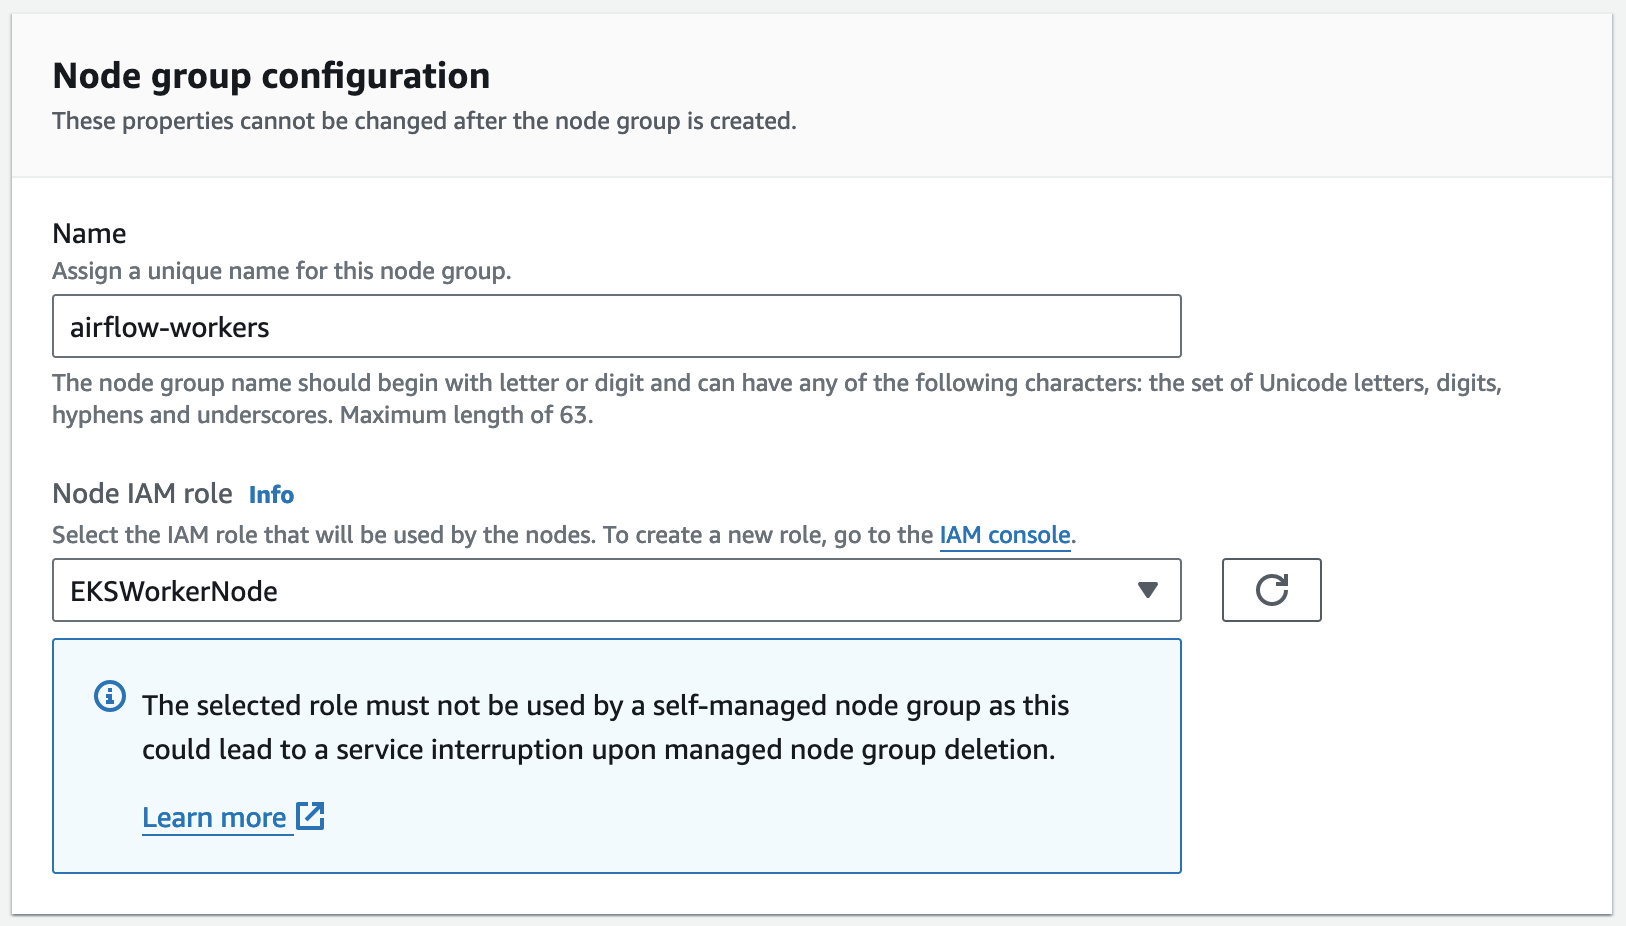 Node group configuration
These properties cannot be changed after the node group is created.
Name
Assign a unique name for this node group.
airflow-workers
The node group name should begin with letter or digit and can have any of the following characters: the set of Unicode letters, digits,
hyphens and underscores. Maximum length of 63.
Node IAM role Info
Select the IAM role that will be used by the nodes. To create a new role, go to the IAM console.
EKSWorkerNode
The selected role must not be used by a self-managed node group as this
could lead to a service interruption upon managed node group deletion.
Learn more